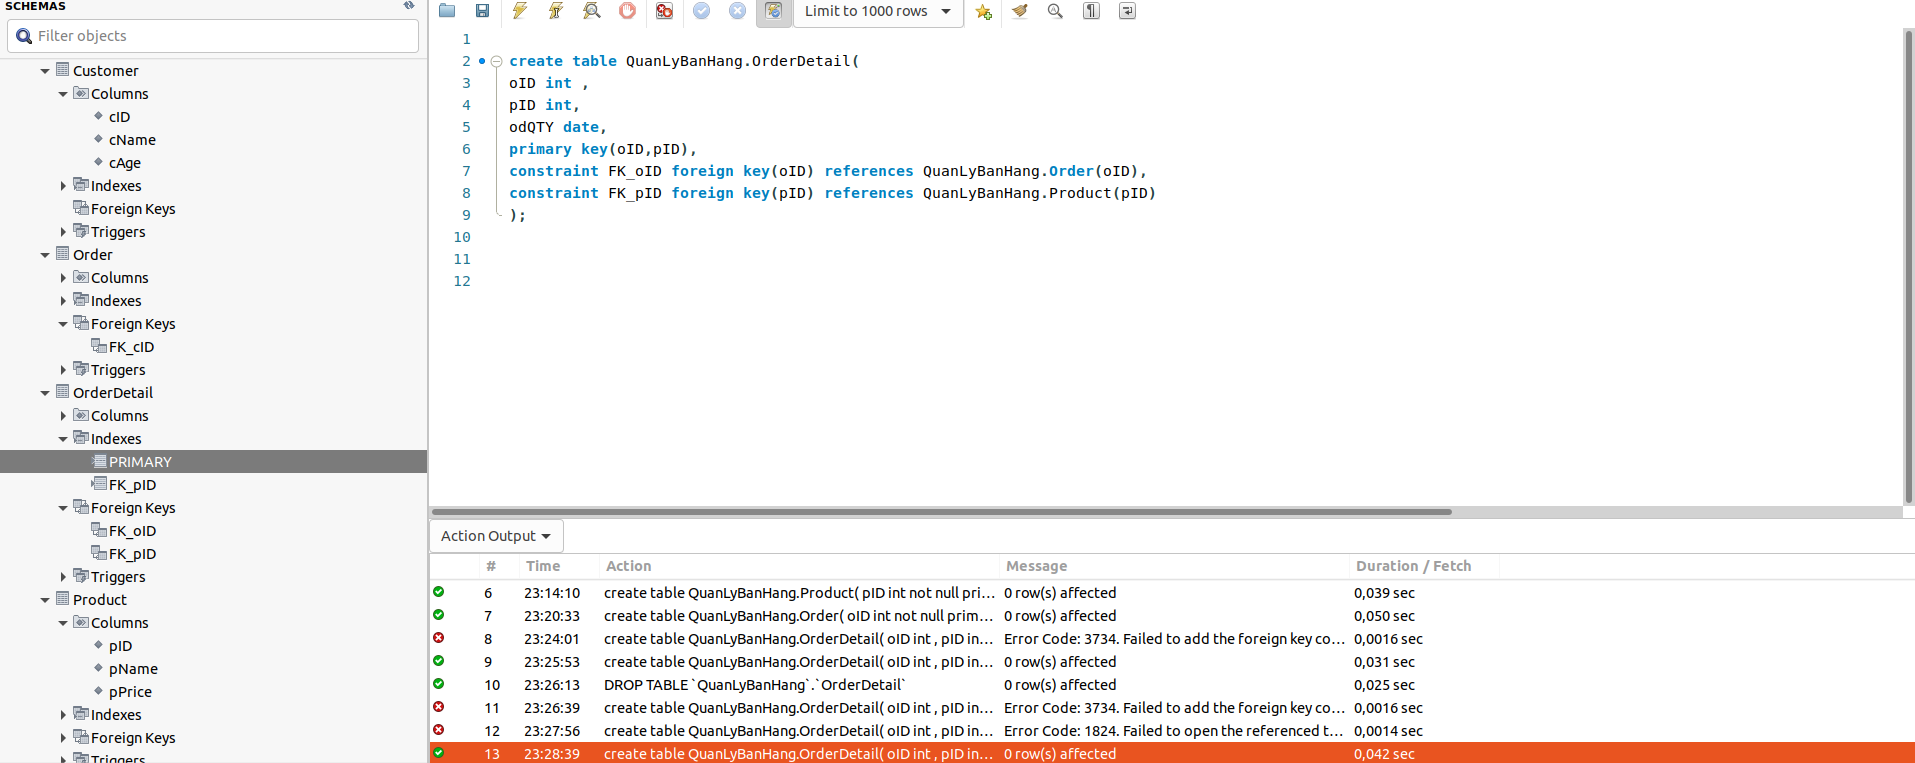 SCHEMAS
Filter objects
Customer
Columns
cID
cName
cAge
Indexes
Foreign Keys
Triggers
Order
Columns
Indexes
Foreign Keys
FK_cID
Triggers
OrderDetail
Columns
Indexes
PRIMARY
FK_pID
Foreign Keys
FK_oID
FK_pID
Triggers
Product
Columns
pID
pName
pPrice
Indexes
Foreign Keys
Triggers
Limit to 1000 rows
1
2 create table QuanLyBanHang.OrderDetail(
3 oID int ,
4 pID int,
5 odQTY date,
6 primary key(oID,pID),
7 constraint FK_oID foreign key(oID) references QuanLyBanHang.Order(oID),
8 constraint FK_pID foreign key(pID) references QuanLyBanHang.Product(pID)
9 );
10
11
12
Action Output
# Time Action Message Duration / Fetch
6 23:14:10 create table QuanLyBanHang.Product( pID int not null pri... 0 row(s) affected 0,039 sec
7 23:20:33 create table QuanLyBanHang.Order( oID int not null prim... 0 row(s) affected 0,050 sec
8 23:24:01 create table QuanLyBanHang.OrderDetail( oID int , pID in... Error Code: 3734. Failed to add the foreign key co... 0,0016 sec
9 23:25:53 create table QuanLyBanHang.OrderDetail( oID int , pID in... 0 row(s) affected 0,031 sec
10 23:26:13 DROP TABLE `QuanLyBanHang`.`OrderDetail` 0 row(s) affected 0,025 sec
11 23:26:39 create table QuanLyBanHang.OrderDetail( oID int , pID in... Error Code: 3734. Failed to add the foreign key co... 0,0016 sec
12 23:27:56 create table QuanLyBanHang.OrderDetail( oID int , pID in... Error Code: 1824. Failed to open the referenced t... 0,0014 sec
13 23:28:39 create table QuanLyBanHang.OrderDetail( oID int , pID in... 0 row(s) affected 0,042 sec